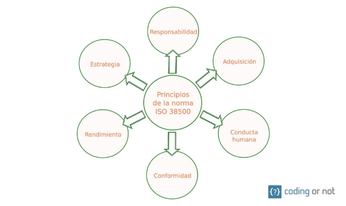 Responsabilidad
Estrategia
Adquisición
Principios
de la norma
ISO 38500
Rendimiento
Conducta
humana
Conformidad
{?} coding or not